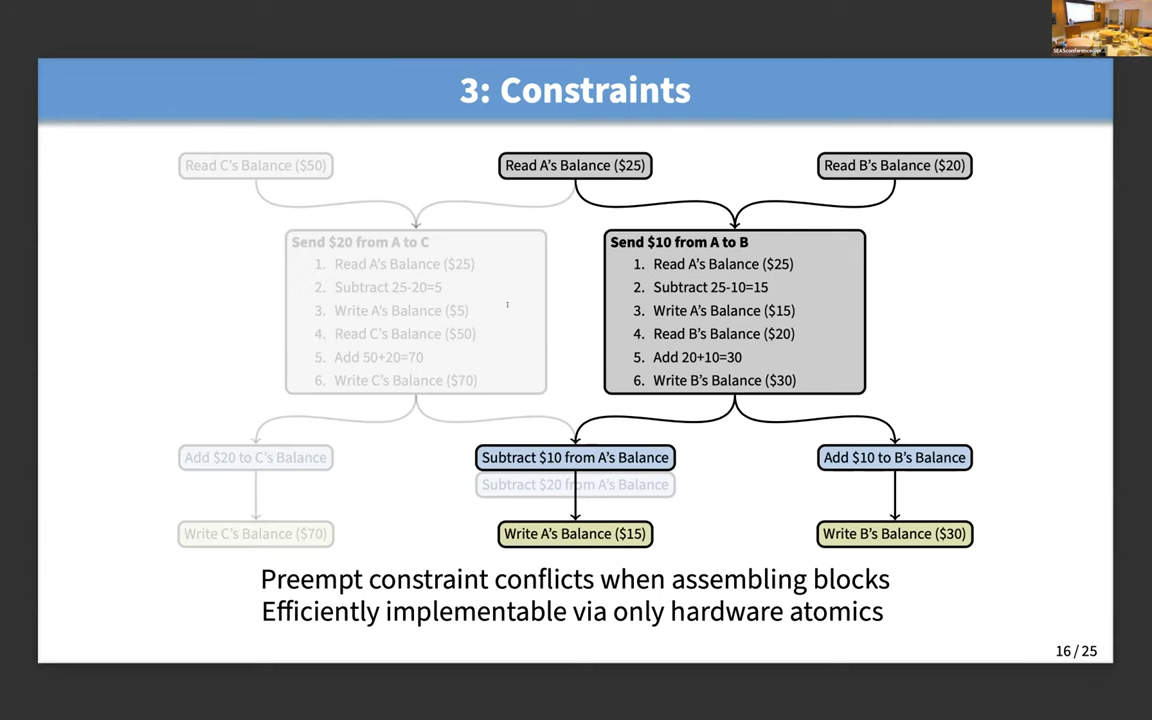 3: Constraints
Read C's Balance ($50)
Read A's Balance ($25)
Read B's Balance ($20)
Send $20 from A to C
1. Read A's Balance ($25)
2. Subtract 25-20=5
3. Write A's Balance ($5)
4. Read C's Balance ($50)
5. Add 50+20=70
6. Write C's Balance ($70)
Send $10 from A to B
1. Read A's Balance ($25)
2. Subtract 25-10=15
3. Write A's Balance ($15)
4. Read B's Balance ($20)
5. Add 20+10=30
6. Write B's Balance ($30)
Add $20 to C's Balance
Subtract $10 from A's Balance
Add $10 to B's Balance
Subtract $20 from A's Balance
Write C's Balance ($70)
Write A's Balance ($15)
Write B's Balance ($30)
Preempt constraint conflicts when assembling blocks
Efficiently implementable via only hardware atomics
16 / 25